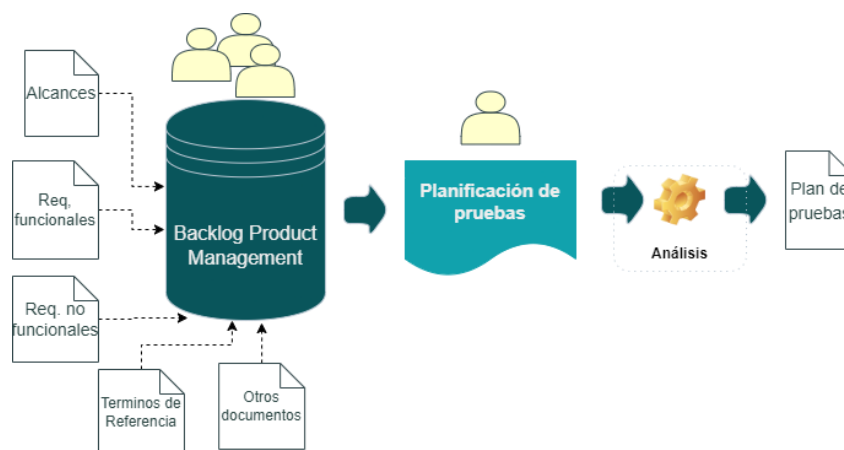 Alcances
Req,
funcionales
Req. no
funcionales
Terminos de
Referencia
Otros
documentos
Backlog Product
Management
Planificación de
pruebas
Análisis
Plan de
pruebas